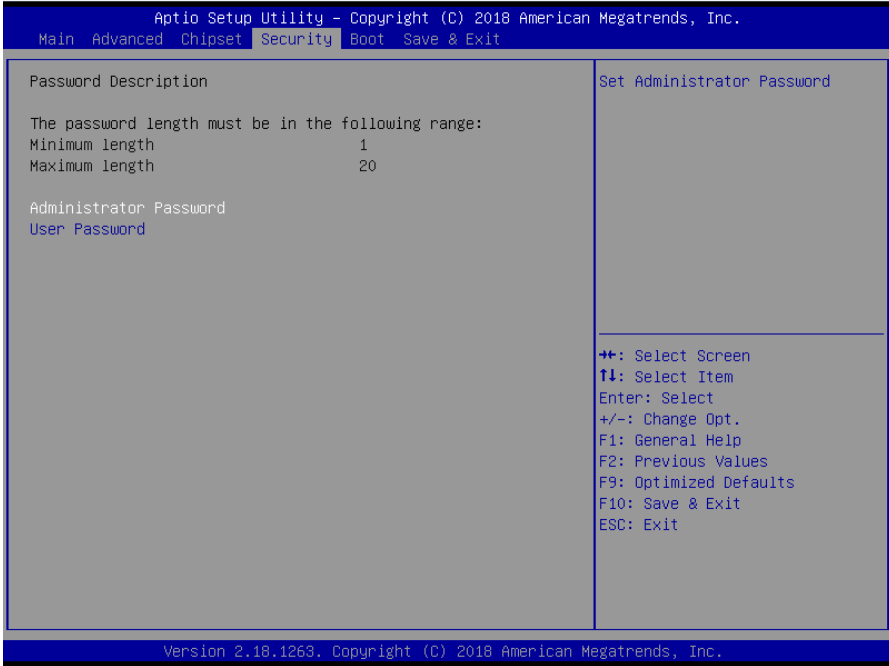 Aptio Setup Utility – Copyright (C) 2018 American Megatrends, Inc.
Main Advanced Chipset Security Boot Save & Exit
Password Description
The password length must be in the following range:
Minimum length 1
Maximum length 20
Administrator Password
User Password
Set Administrator Password
→←: Select Screen
↑↓: Select Item
Enter: Select
+/-: Change Opt.
F1: General Help
F2: Previous Values
F9: Optimized Defaults
F10: Save & Exit
ESC: Exit
Version 2.18.1263. Copyright (C) 2018 American Megatrends, Inc.